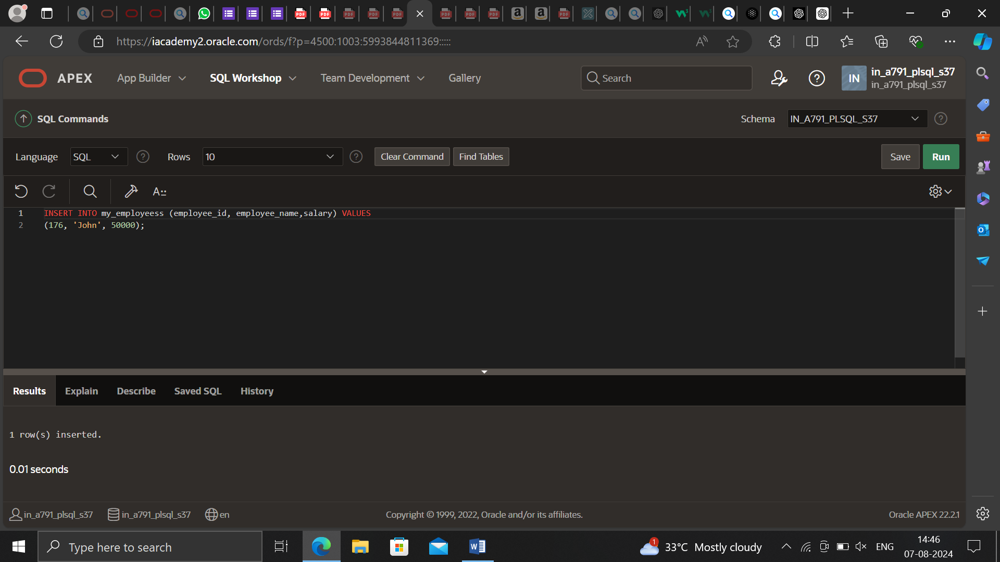 https://iacademy2.oracle.com/ords/f?p=4500:1003:5993844811369:::::
APEX App Builder SQL Workshop Team Development Gallery Search IN in_a791_plsql_s37
in_a791_plsql_s37
SQL Commands Schema IN_A791_PLSQL_S37
Language SQL Rows 10 Clear Command Find Tables Save Run
1 INSERT INTO my_employeess (employee_id, employee_name,salary) VALUES
2 (176, 'John', 50000);
Results Explain Describe Saved SQL History
1 row(s) inserted.
0.01 seconds
in_a791_plsql_s37 in_a791_plsql_s37 en Copyright © 1999, 2022, Oracle and/or its affiliates. Oracle APEX 22.2.1
Type here to search 1 33°C Mostly cloudy ENG 14:46
07-08-2024